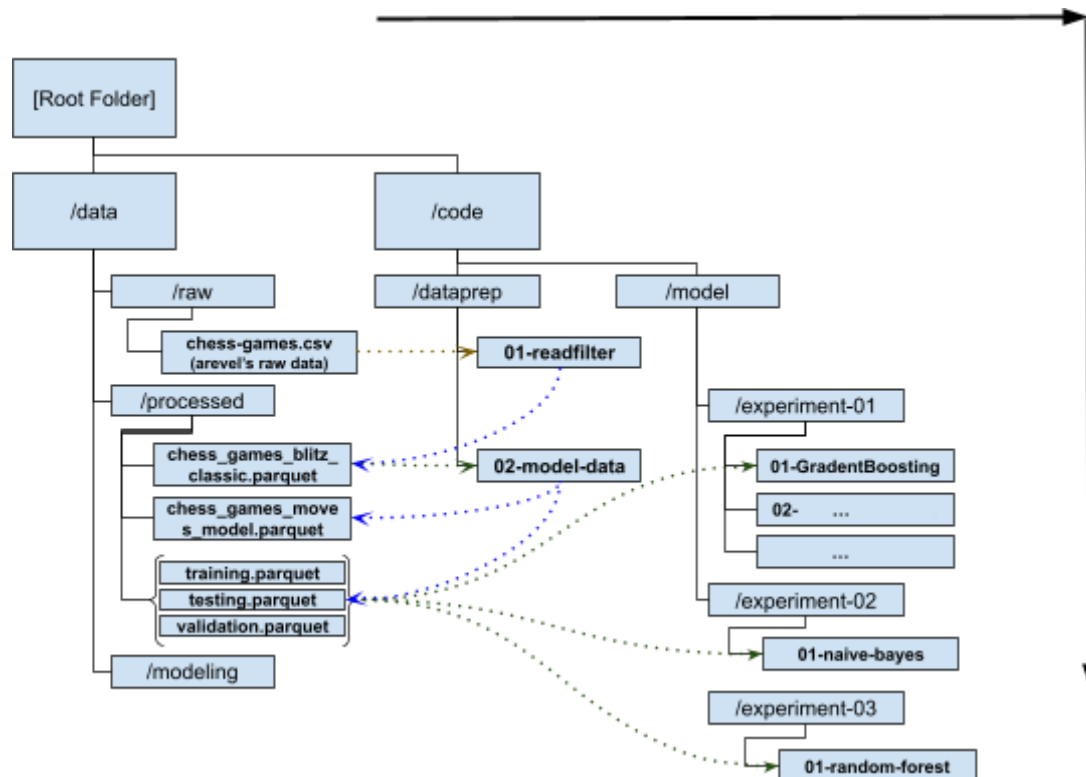 [Root Folder]
/data
/code
/raw
/dataprep
/model
chess-games.csv
(arevel's raw data)
01-readfilter
/processed
/experiment-01
chess_games_blitz_
classic.parquet
02-model-data
01-GradentBoosting
chess_games_move
s_model.parquet
02- ...
...
training.parquet
testing.parquet
validation.parquet
/experiment-02
01-naive-bayes
/modeling
/experiment-03
01-random-forest